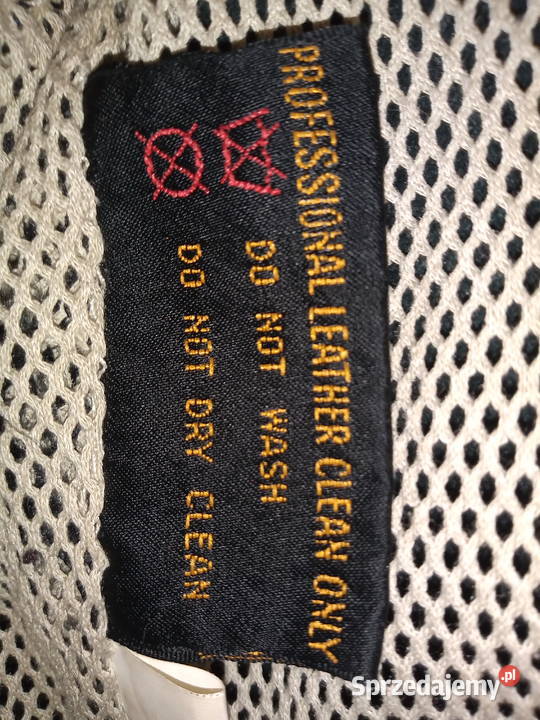 PROFESSIONAL LEATHER CLEAN ONLY
DO NOT WASH
DO NOT DRY CLEAN
Sprzedajemy.pl